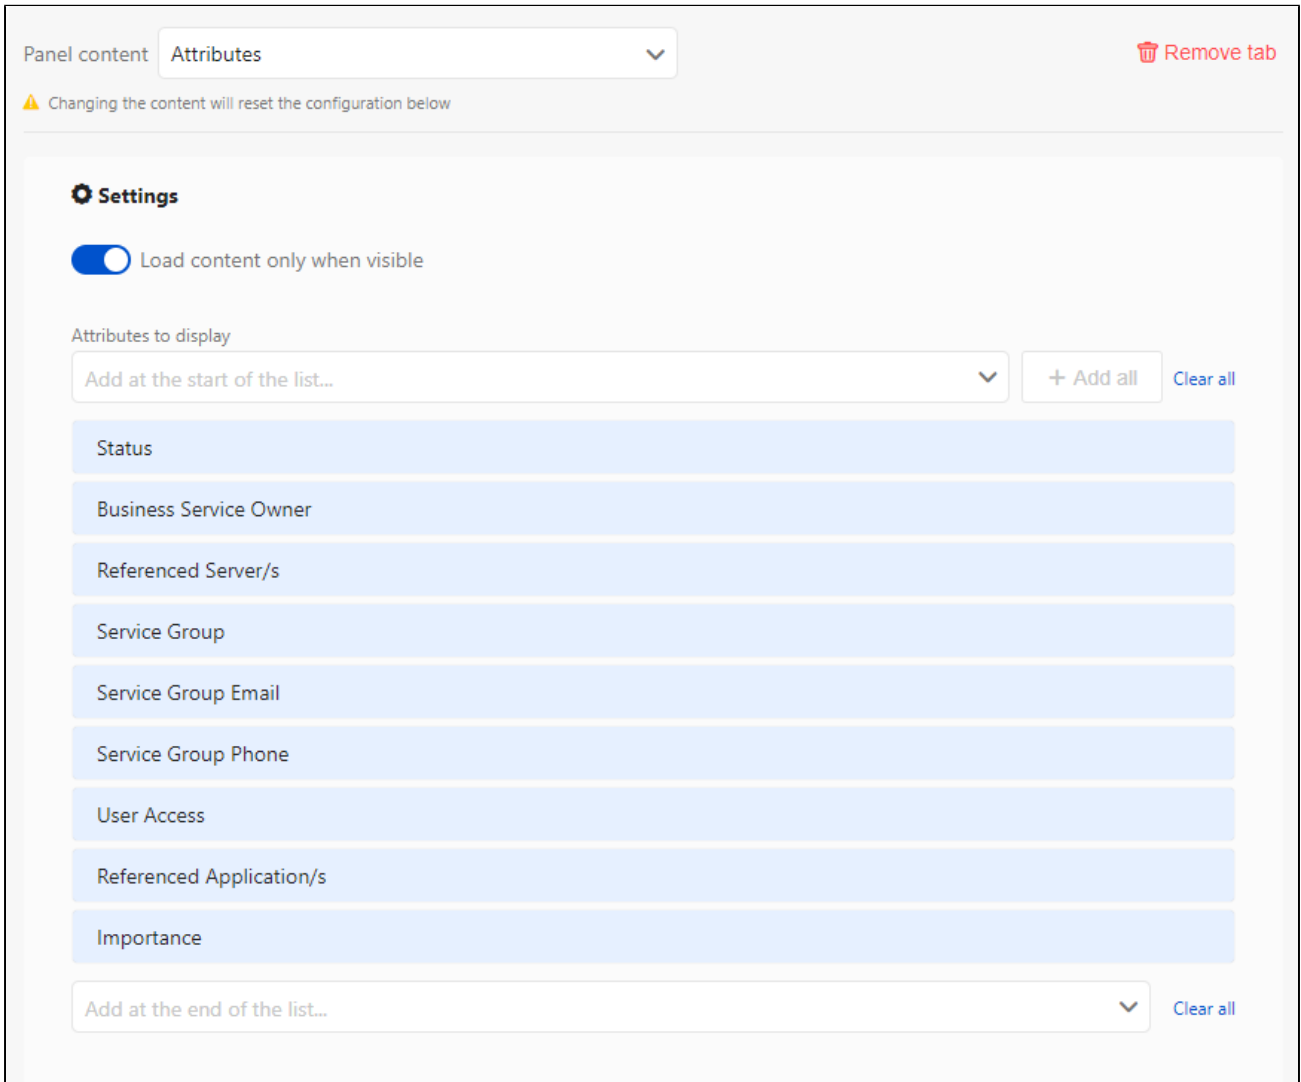 Panel content Attributes Remove tab
Changing the content will reset the configuration below
Settings
Load content only when visible
Attributes to display
Add at the start of the list... + Add all Clear all
Status
Business Service Owner
Referenced Server/s
Service Group
Service Group Email
Service Group Phone
User Access
Referenced Application/s
Importance
Add at the end of the list... Clear all